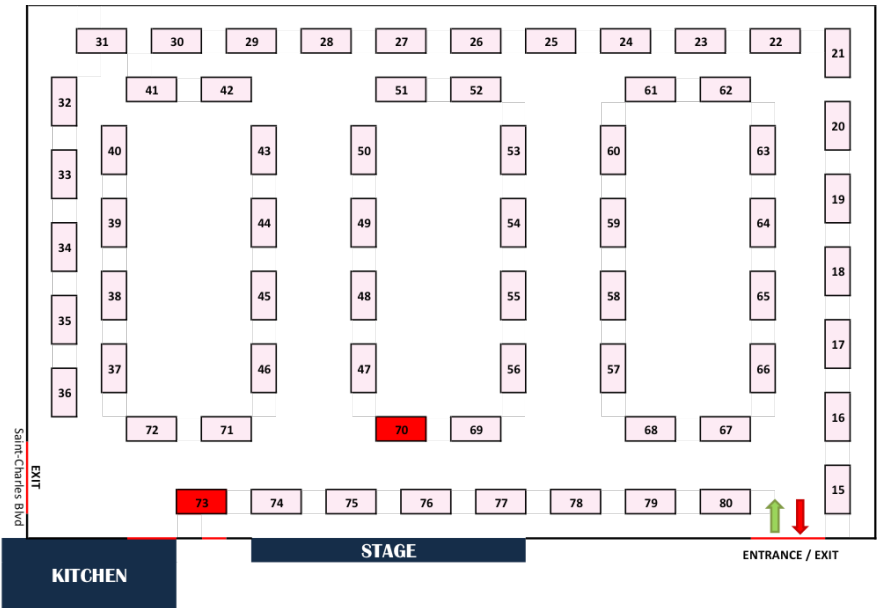 31 30 29 28 27 26 25 24 23 22
21
41 42 51 52 61 62
32
20
40 43 50 53 60 63
33
19
39 44 49 54 59 64
34
18
38 45 48 55 58 65
35
17
37 46 47 56 57 66
36
16
72 71 70 69 68 67
Saint-Charles Blvd
EXIT
15
73 74 75 76 77 78 79 80
STAGE
ENTRANCE / EXIT
KITCHEN